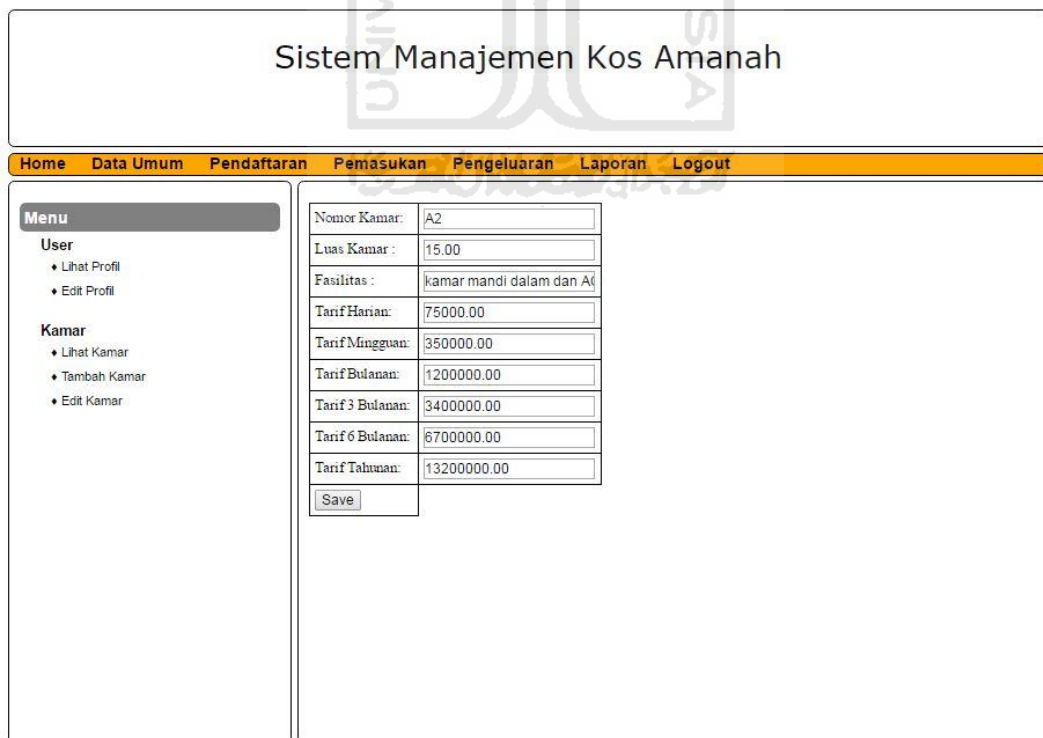 Sistem Manajemen Kos Amanah
Home Data Umum Pendaftaran Pemasukan Pengeluaran Laporan Logout
Menu
User
♦ Lihat Profil
♦ Edit Profil
Kamar
♦ Lihat Kamar
♦ Tambah Kamar
♦ Edit Kamar
Nomor Kamar: A2
Luas Kamar : 15.00
Fasilitas : kamar mandi dalam dan
Tarif Harian: 75000.00
Tarif Mingguan: 350000.00
Tarif Bulanan: 1200000.00
Tarif 3 Bulanan: 3400000.00
Tarif 6 Bulanan: 6700000.00
Tarif Tahunan: 13200000.00
Save